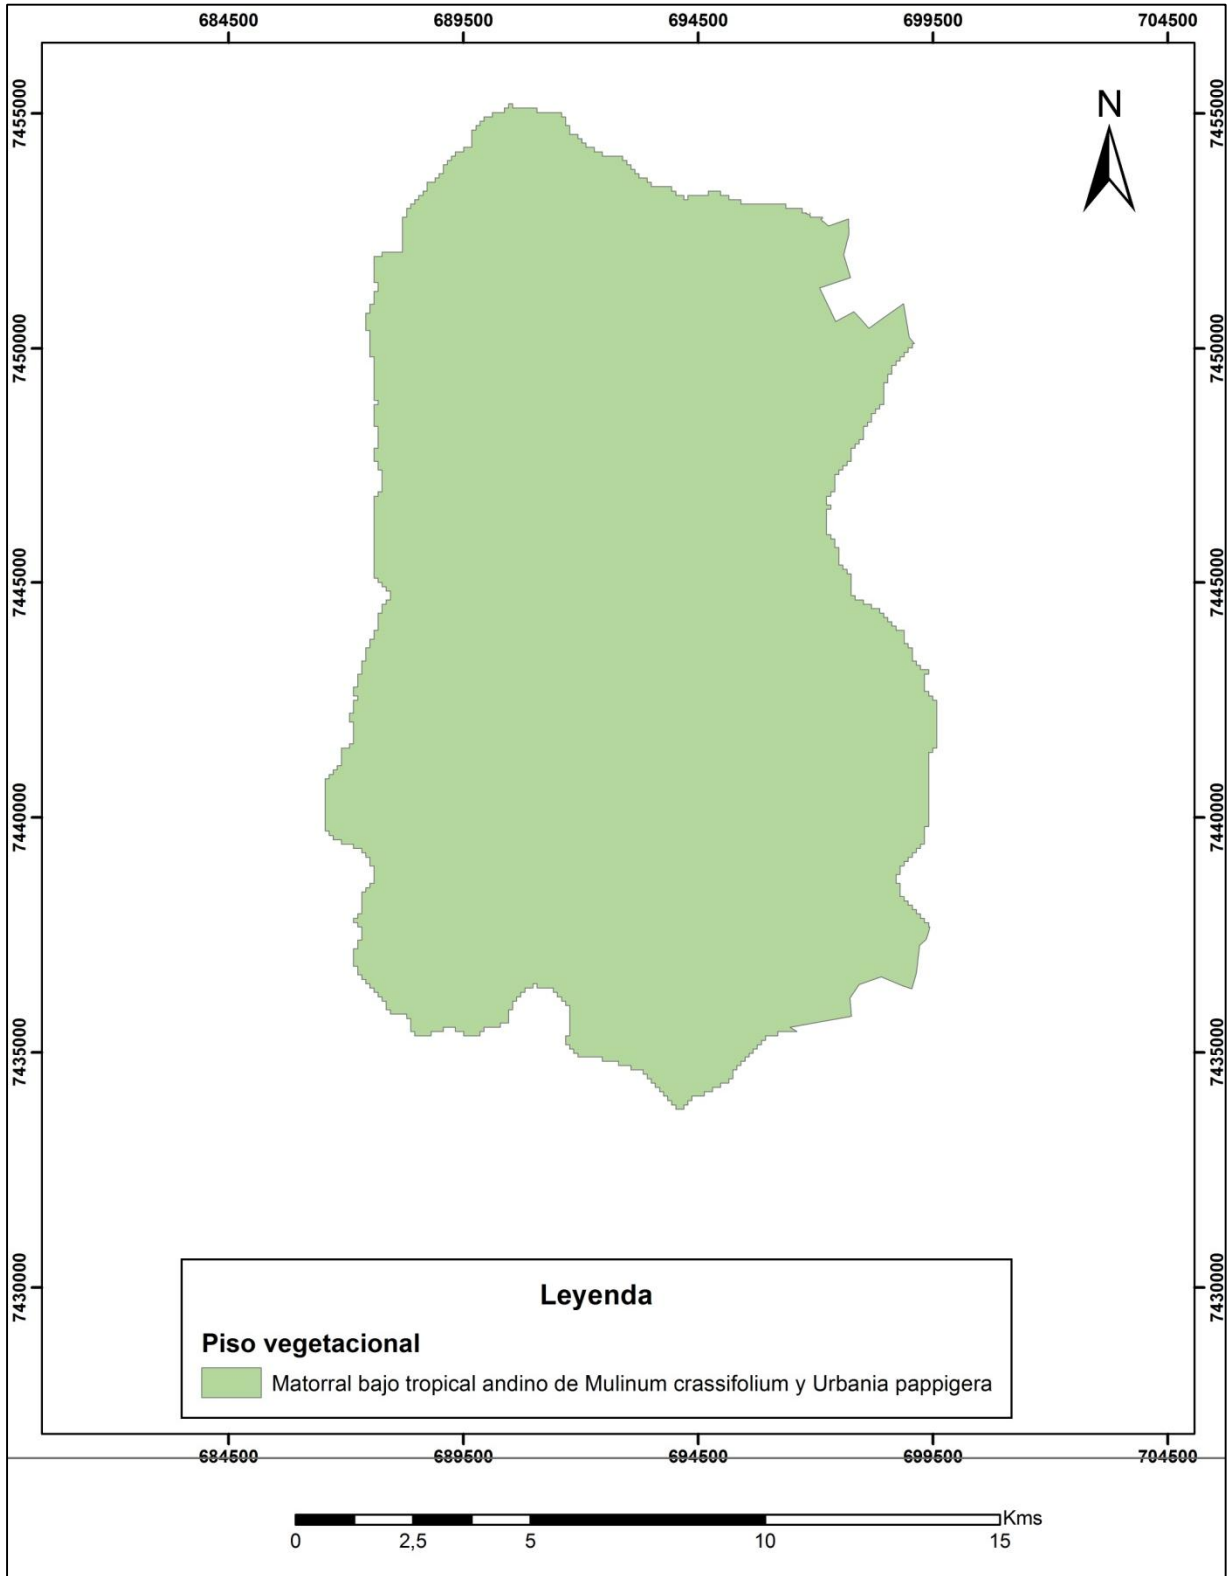 684500 689500 694500 699500 704500
N
7455000 7455000
7450000 7450000
7445000 7445000
7440000 7440000
7435000 7435000
7430000 7430000
Leyenda
Piso vegetacional
Matorral bajo tropical andino de Mulinum crassifolium y Urbania pappigera
684500 689500 694500 699500 704500
Kms
0 2,5 5 10 15